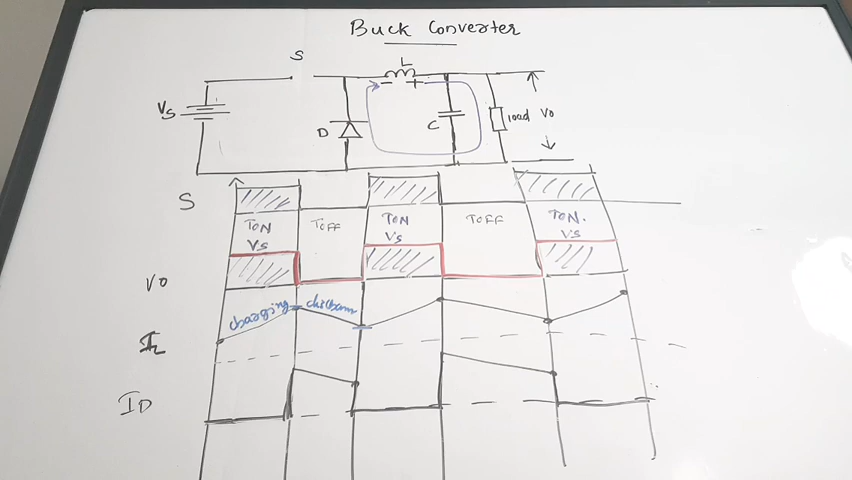 Buck Converter
S
L
- +
Vs
D
C
load
Vo
S
TON
TOFF
TON
TOFF
TON.
Vs
Vs
Vs
Vo
charging
IL
ID